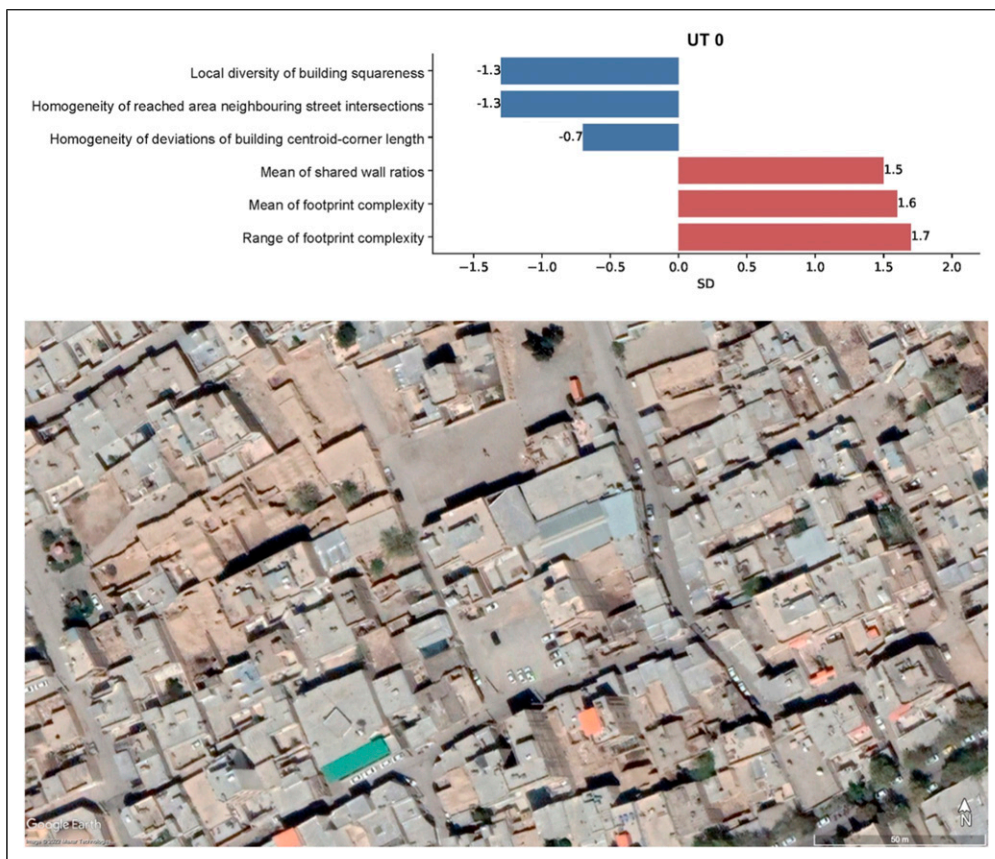 UT 0
Local diversity of building squareness
-1.3
Homogeneity of reached area neighbouring street intersections
-1.3
Homogeneity of deviations of building centroid-corner length
-0.7
Mean of shared wall ratios
1.5
Mean of footprint complexity
1.6
Range of footprint complexity
1.7
−1.5 −1.0 −0.5 0.0 0.5 1.0 1.5 2.0
SD
N
Google Earth
50 m